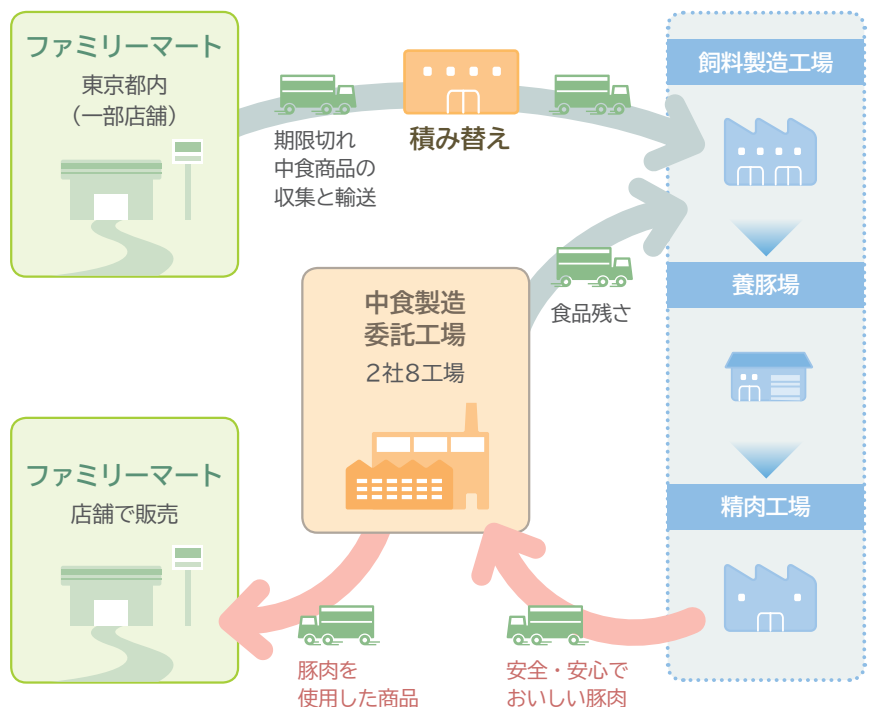 ファミリーマート
東京都内
（一部店舗）
期限切れ
中食商品の
収集と輸送
積み替え
飼料製造工場
養豚場
精肉工場
中食製造
委託工場
2社8工場
食品残さ
ファミリーマート
店舗で販売
豚肉を
使用した商品
安全・安心で
おいしい豚肉